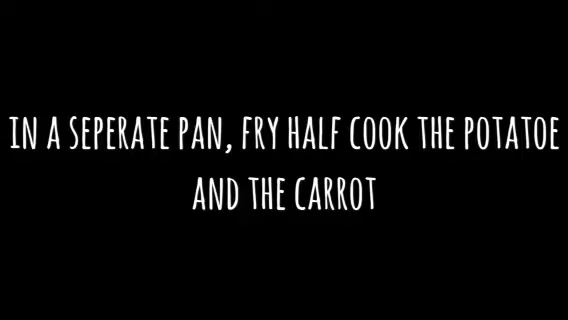 IN A SEPERATE PAN, FRY HALF COOK THE POTATOE
AND THE CARROT